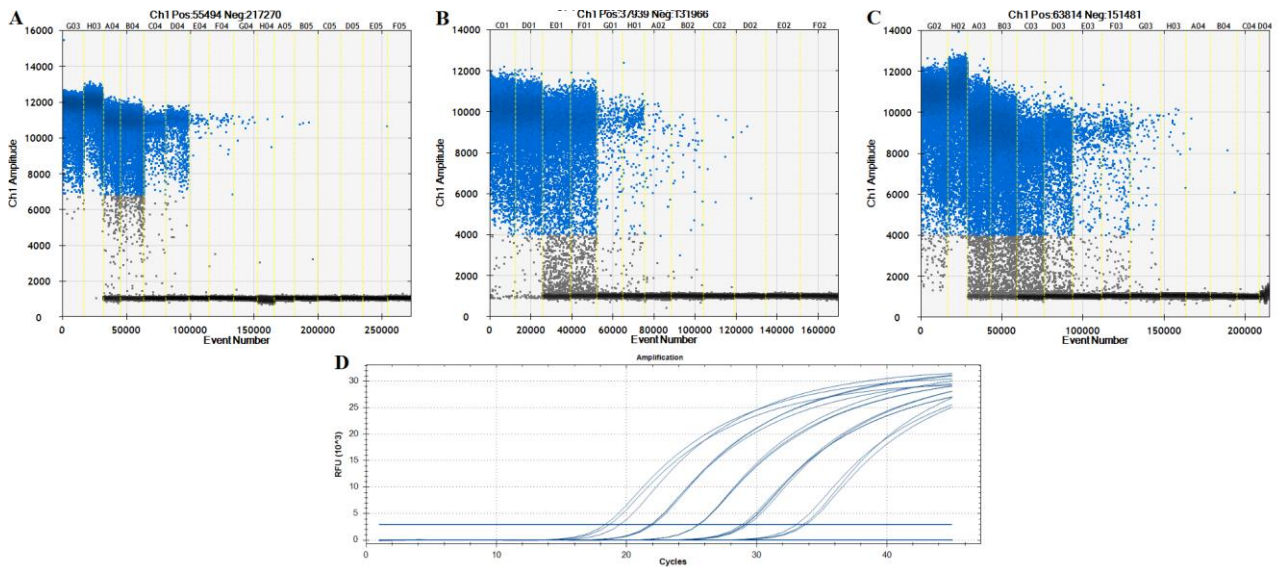 A
Ch1 Pos:55494 Neg:217270
G03 H03 A04 B04 C04 D04 E04 F04 G04 H04 A05 B05 C05 D05 E05 F05
16000
14000
12000
10000
8000
6000
4000
2000
0
Ch1 Amplitude
0 50000 100000 150000 200000 250000
Event Number
B
Ch1 Pos:37939 Neg:131966
C01 D01 E01 F01 G01 H01 A02 B02 C02 D02 E02 F02
14000
12000
10000
8000
6000
4000
2000
0
Ch1 Amplitude
0 20000 40000 60000 80000 100000 120000 140000 160000
Event Number
C
Ch1 Pos:63814 Neg:151481
G02 H02 A03 B03 C03 D03 E03 F03 G03 H03 A04 B04 C04 D04
14000
12000
10000
8000
6000
4000
2000
0
Ch1 Amplitude
0 50000 100000 150000 200000
Event Number
D
Amplification
30
25
20
15
10
5
0
RFU (10^3)
0 10 20 30 40
Cycles